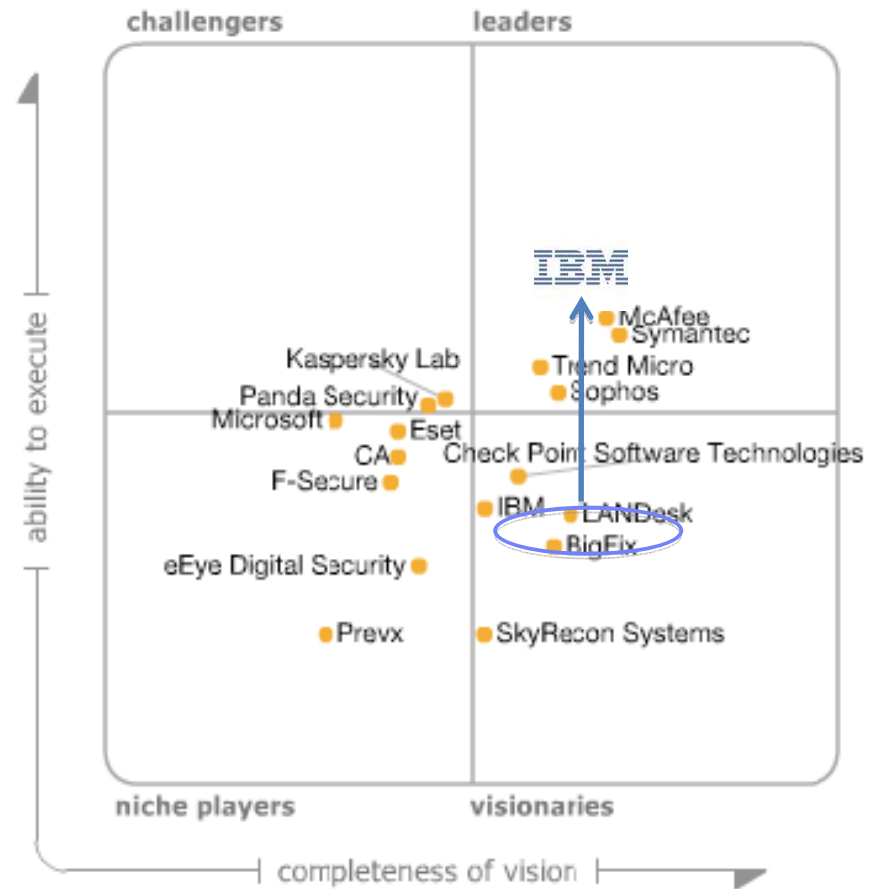 challengers
leaders
IBM
McAfee
Symantec
Kaspersky Lab
Trend Micro
Panda Security
Sophos
Microsoft
Eset
CA
Check Point Software Technologies
F-Secure
IBM
LANDesk
BigFix
eEye Digital Security
Prevx
SkyRecon Systems
ability to execute
niche players
visionaries
completeness of vision